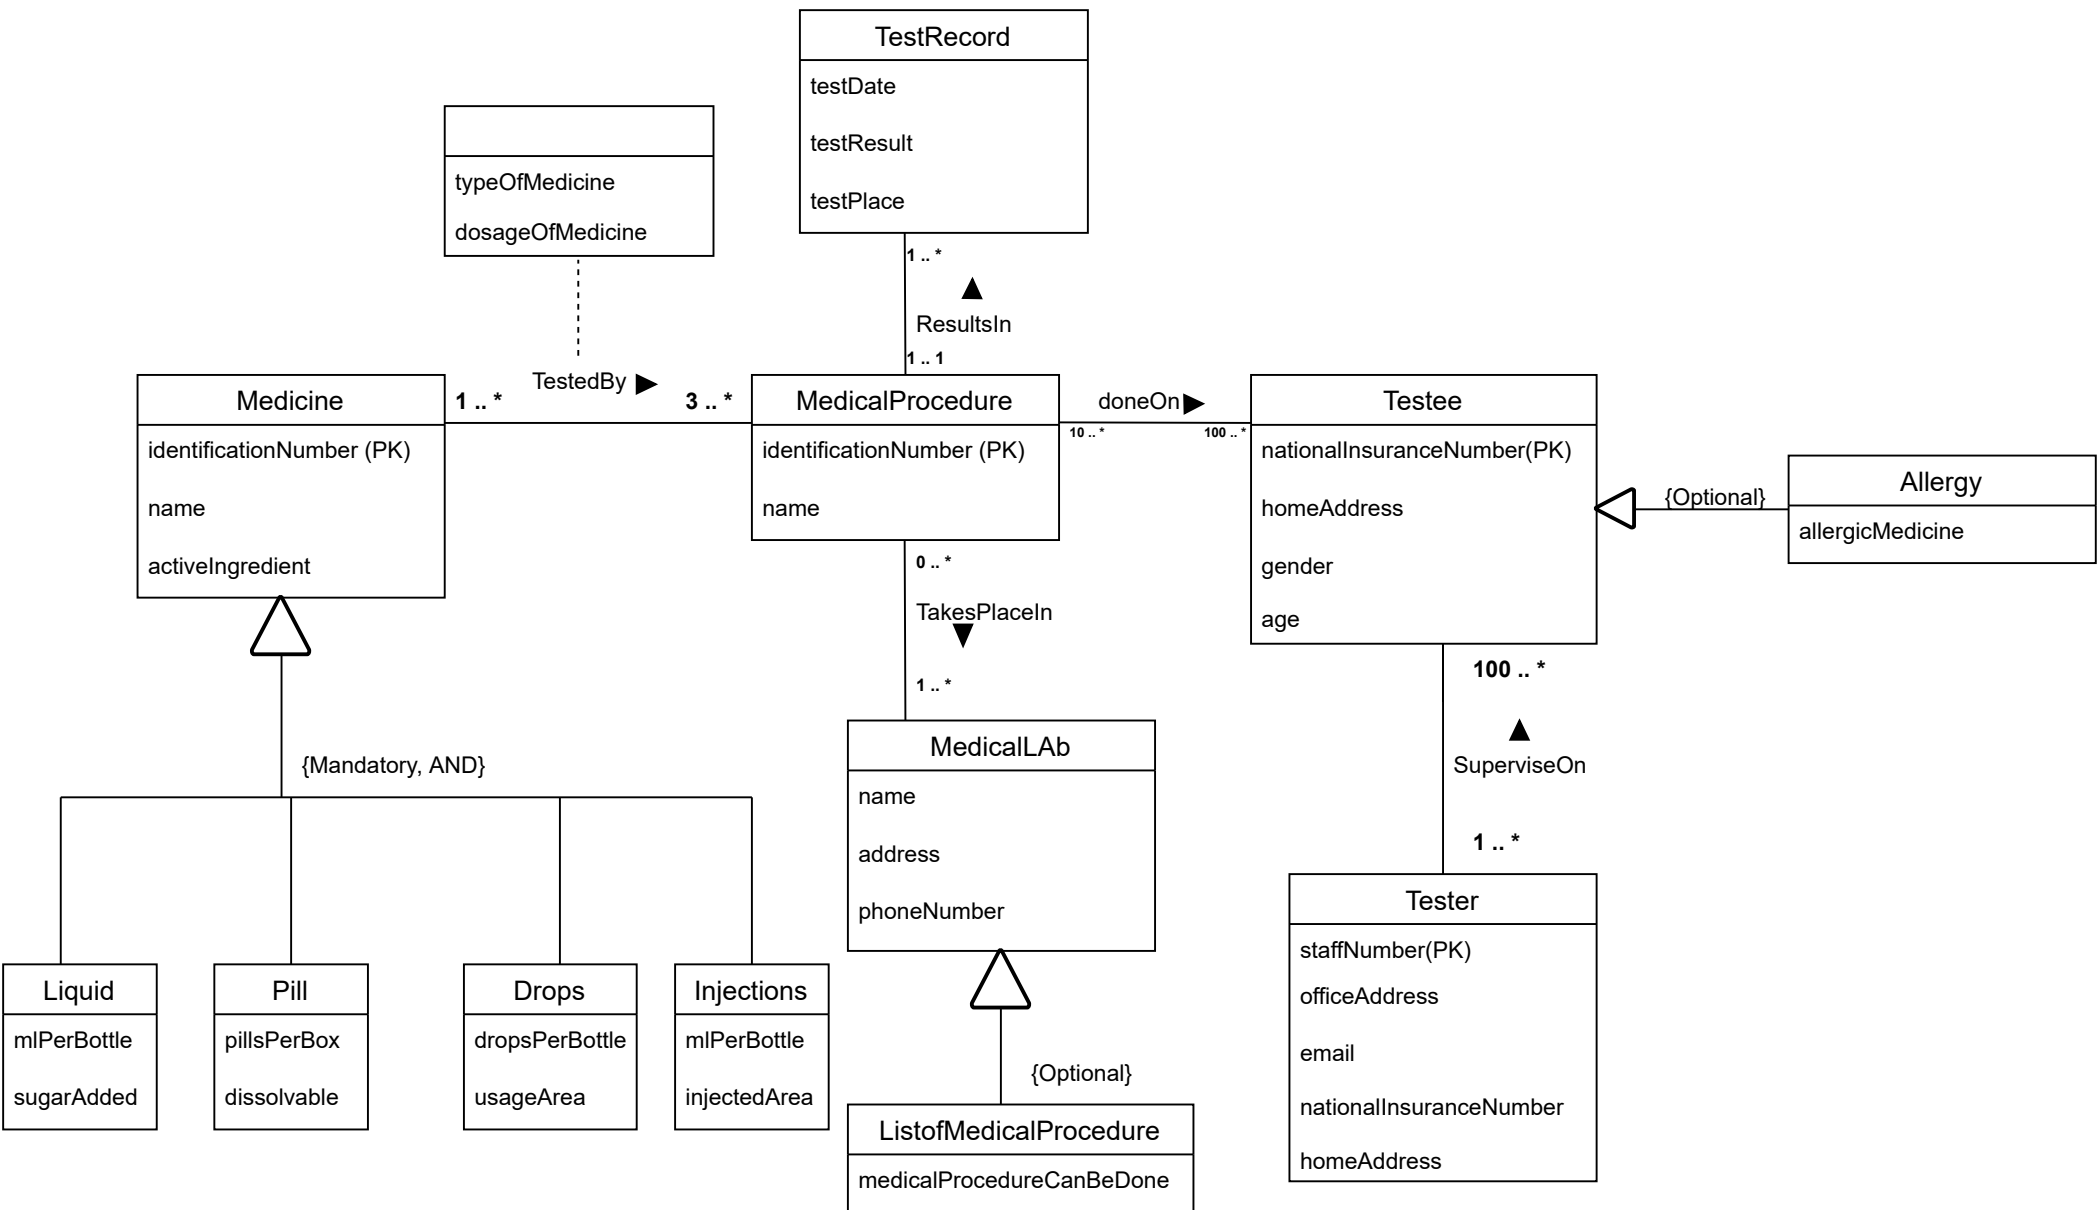 TestRecord
testDate
testResult
testPlace
typeOfMedicine
dosageOfMedicine
1 .. *
ResultsIn
1 .. 1
TestedBy
1 .. *
3 .. *
Medicine
identificationNumber (PK)
name
activeIngredient
MedicalProcedure
identificationNumber (PK)
name
doneOn
10 .. *
100 .. *
Testee
nationalInsuranceNumber(PK)
homeAddress
gender
age
{Optional}
Allergy
allergicMedicine
0 .. *
TakesPlaceIn
1 .. *
100 .. *
SuperviseOn
1 .. *
{Mandatory, AND}
MedicalLAb
name
address
phoneNumber
Tester
staffNumber(PK)
officeAddress
email
nationalInsuranceNumber
homeAddress
Liquid
mlPerBottle
sugarAdded
Pill
pillsPerBox
dissolvable
Drops
dropsPerBottle
usageArea
Injections
mlPerBottle
injectedArea
{Optional}
ListofMedicalProcedure
medicalProcedureCanBeDone